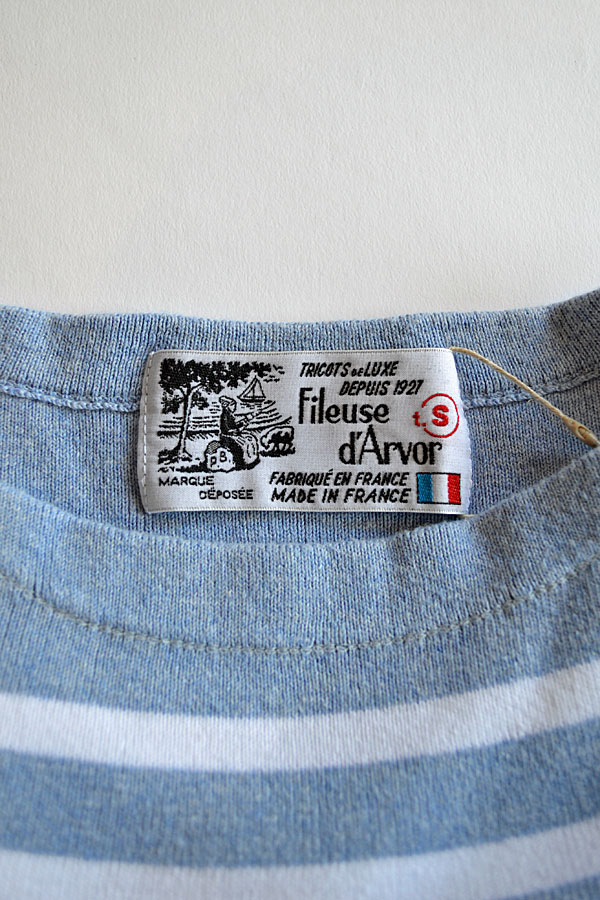 TRICOTS DE LUXE
DEPUIS 1927
Fileuse
d'Arvor
t.S
P.B.
MARQUE
DÉPOSÉE
FABRIQUÉ EN FRANCE
MADE IN FRANCE